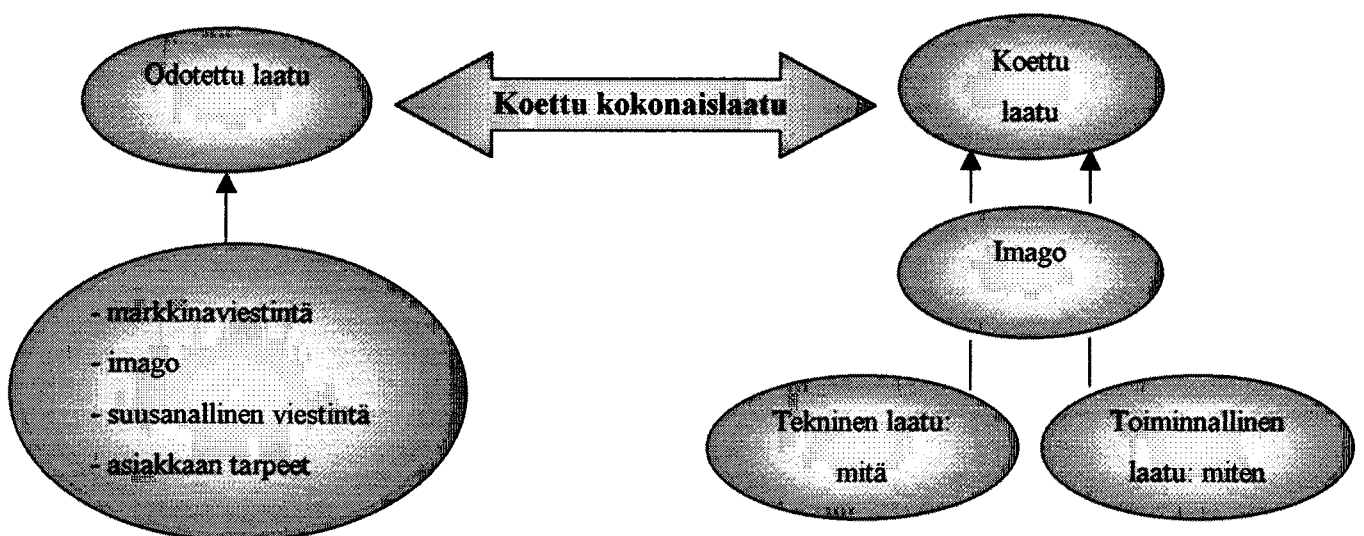 Odotettu laatu
Koettu kokonaislaatu
Koettu
laatu
Imago
- markkinaviestintä
- imago
- suusanallinen viestintä
- asiakkaan tarpeet
Tekninen laatu:
mitä
Toiminnallinen
laatu: miten